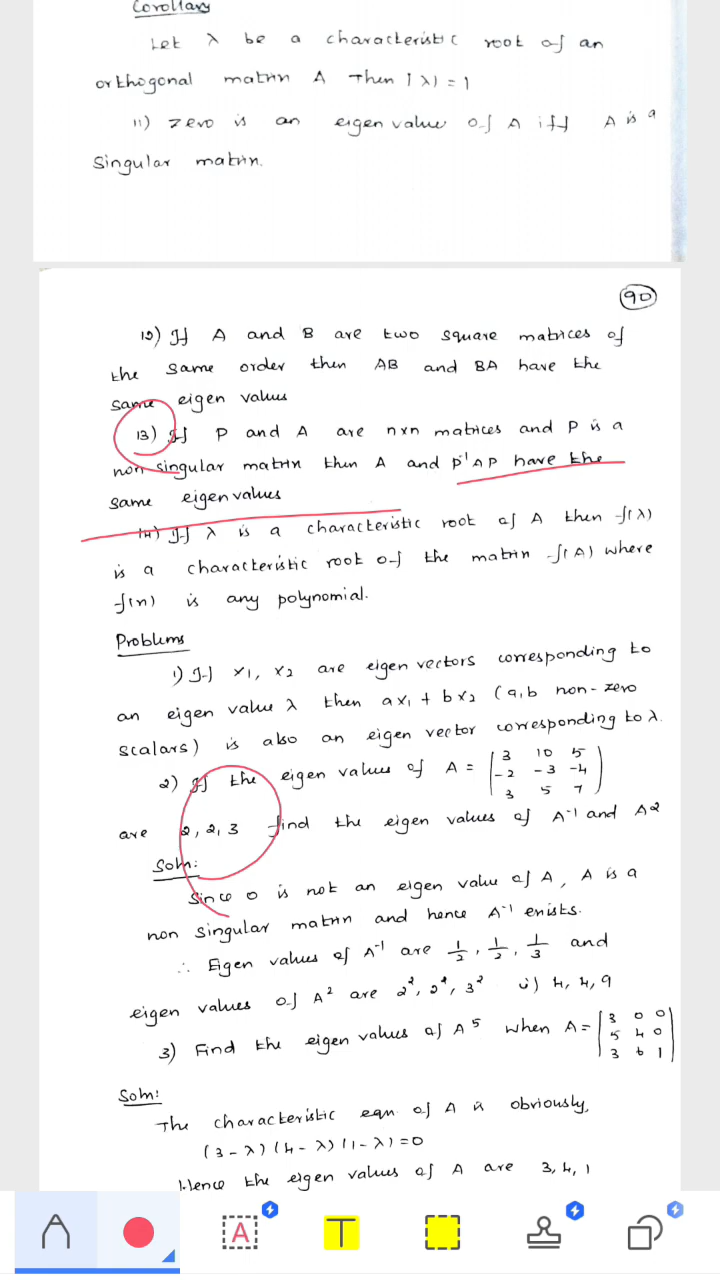 Corollary
Let λ be a characteristic root of an
orthogonal matrix A Then |λ| = 1
11) Zero is an eigen value of A iff A is a
Singular matrix.
90
12) If A and B are two square matrices of
the same order then AB and BA have the
same eigen values
13) If P and A are nxn matrices and P is a
non singular matrix then A and P⁻¹AP have the
same eigen values
14) If λ is a characteristic root of A then f(λ)
is a characteristic root of the matrix f(A) where
f(x) is any polynomial.
Problems
1) If x₁, x₂ are eigen vectors corresponding to
an eigen value λ then ax₁ + bx₂ (a,b non-zero
scalars) is also an eigen vector corresponding to λ.
2) If the eigen values of A = ( 3 10 5
-2 -3 -4
3 5 7 )
are 2, 2, 3 find the eigen values of A⁻¹ and A²
Soln:
Since 0 is not an eigen value of A, A is a
non singular matrix and hence A⁻¹ exists.
∴ Eigen values of A⁻¹ are 1/2, 1/2, 1/3 and
eigen values of A² are 2², 2², 3² ie) 4, 4, 9
3) Find the eigen values of A⁵ when A = [ 3 0 0
5 4 0
3 6 1 ]
Soln:
The characteristic eqn. of A is obviously,
(3-λ)(4-λ)(1-λ)=0
Hence the eigen values of A are 3, 4, 1
A
T